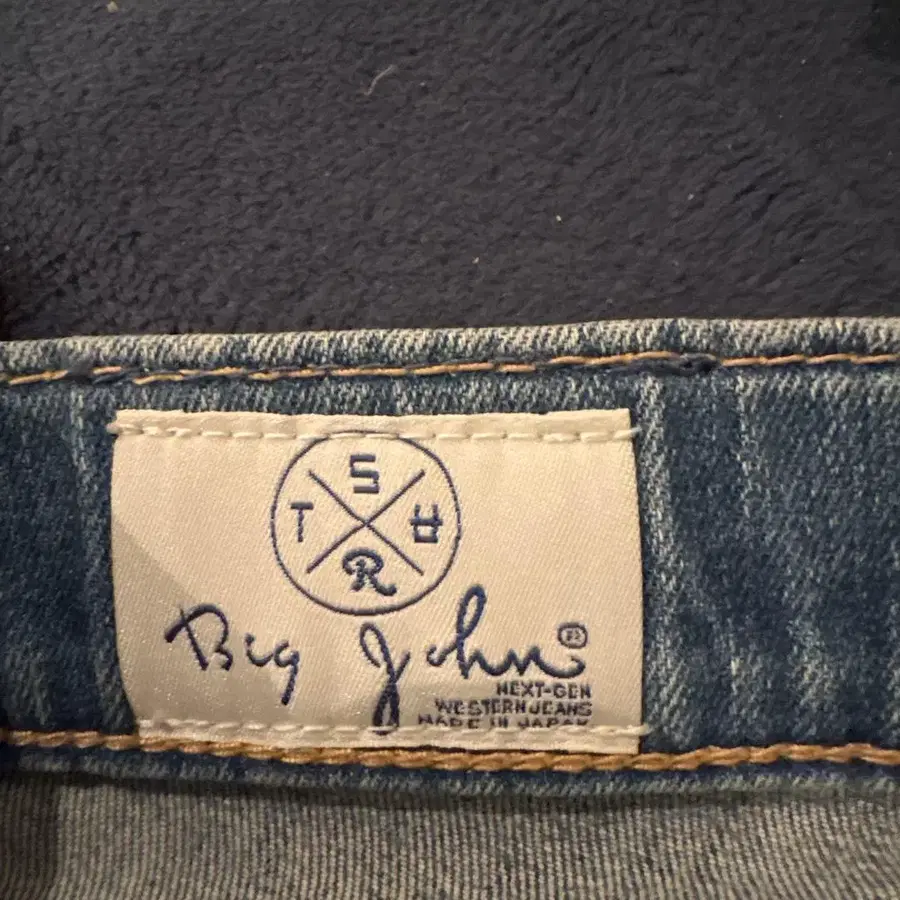 S
T H
R
Big John®
NEXT-GEN
WESTERN JEANS
MADE IN JAPAN